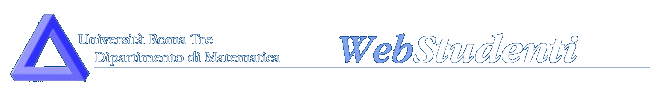 Università Roma Tre
Dipartimento di Matematica
WebStudenti